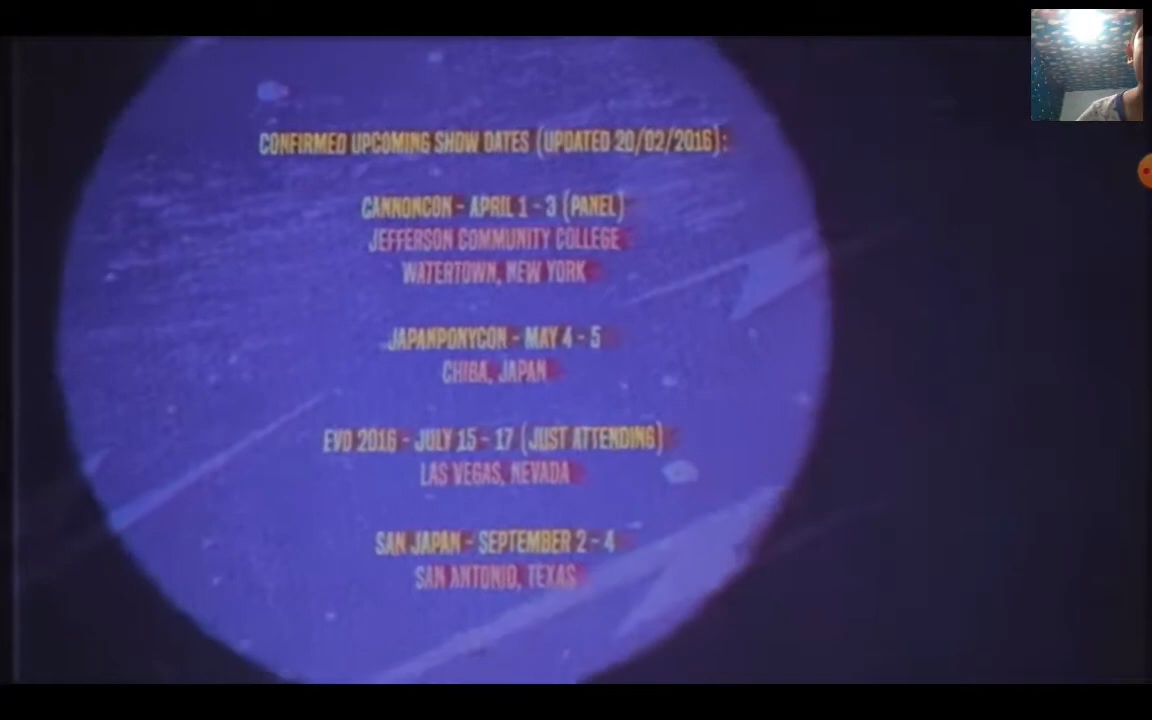 CONFIRMED UPCOMING SHOW DATES (UPDATED 20/02/2016):
CANNONCON - APRIL 1 - 3 (PANEL)
JEFFERSON COMMUNITY COLLEGE
WATERTOWN, NEW YORK
JAPANPONYCON - MAY 4 - 5
CHIBA, JAPAN
EVO 2016 - JULY 15 - 17 (JUST ATTENDING)
LAS VEGAS, NEVADA
SAN JAPAN - SEPTEMBER 2 - 4
SAN ANTONIO, TEXAS